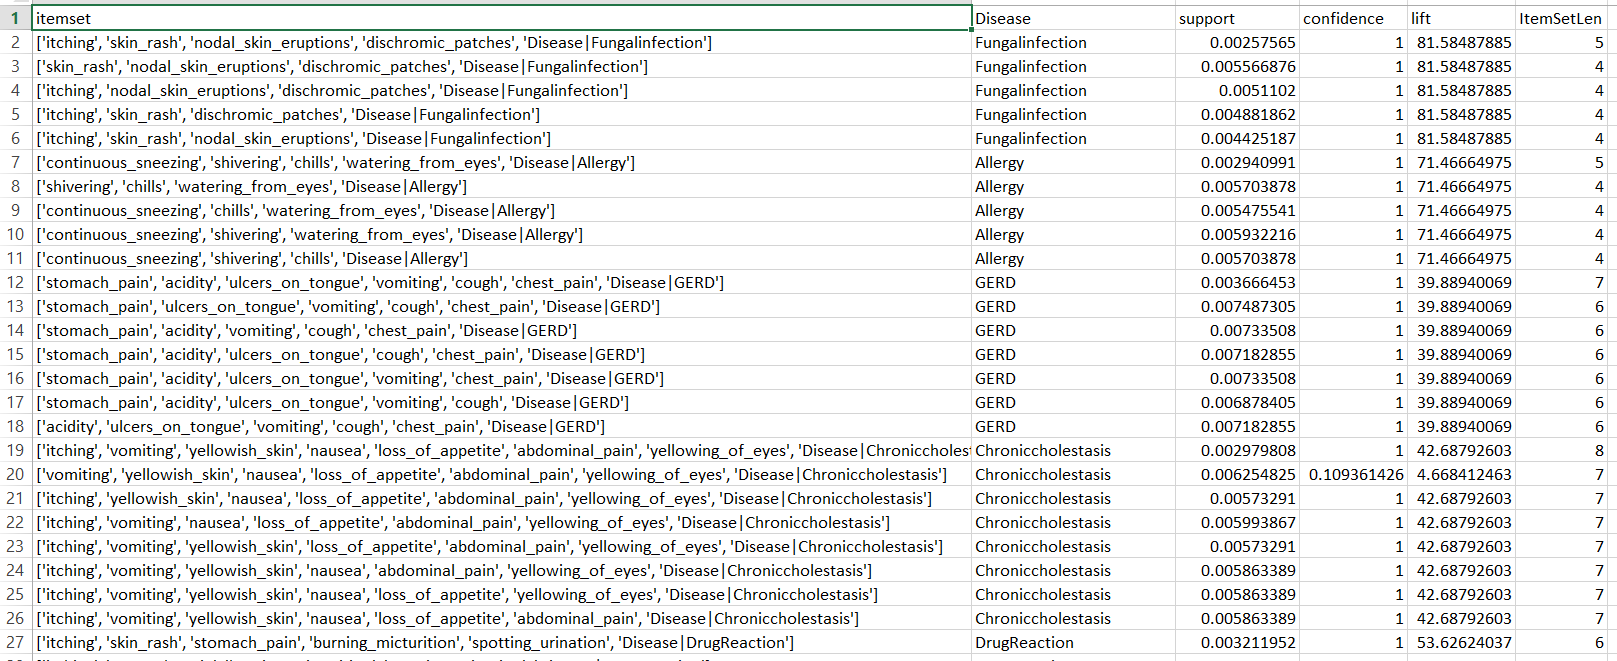 1 itemset Disease support confidence lift ItemSetLen
2 ['itching', 'skin_rash', 'nodal_skin_eruptions', 'dischromic_patches', 'Disease|Fungalinfection'] Fungalinfection 0.00257565 1 81.58487885 5
3 ['skin_rash', 'nodal_skin_eruptions', 'dischromic_patches', 'Disease|Fungalinfection'] Fungalinfection 0.005566876 1 81.58487885 4
4 ['itching', 'nodal_skin_eruptions', 'dischromic_patches', 'Disease|Fungalinfection'] Fungalinfection 0.0051102 1 81.58487885 4
5 ['itching', 'skin_rash', 'dischromic_patches', 'Disease|Fungalinfection'] Fungalinfection 0.004881862 1 81.58487885 4
6 ['itching', 'skin_rash', 'nodal_skin_eruptions', 'Disease|Fungalinfection'] Fungalinfection 0.004425187 1 81.58487885 4
7 ['continuous_sneezing', 'shivering', 'chills', 'watering_from_eyes', 'Disease|Allergy'] Allergy 0.002940991 1 71.46664975 5
8 ['shivering', 'chills', 'watering_from_eyes', 'Disease|Allergy'] Allergy 0.005703878 1 71.46664975 4
9 ['continuous_sneezing', 'chills', 'watering_from_eyes', 'Disease|Allergy'] Allergy 0.005475541 1 71.46664975 4
10 ['continuous_sneezing', 'shivering', 'watering_from_eyes', 'Disease|Allergy'] Allergy 0.005932216 1 71.46664975 4
11 ['continuous_sneezing', 'shivering', 'chills', 'Disease|Allergy'] Allergy 0.005703878 1 71.46664975 4
12 ['stomach_pain', 'acidity', 'ulcers_on_tongue', 'vomiting', 'cough', 'chest_pain', 'Disease|GERD'] GERD 0.003666453 1 39.88940069 7
13 ['stomach_pain', 'ulcers_on_tongue', 'vomiting', 'cough', 'chest_pain', 'Disease|GERD'] GERD 0.007487305 1 39.88940069 6
14 ['stomach_pain', 'acidity', 'vomiting', 'cough', 'chest_pain', 'Disease|GERD'] GERD 0.00733508 1 39.88940069 6
15 ['stomach_pain', 'acidity', 'ulcers_on_tongue', 'cough', 'chest_pain', 'Disease|GERD'] GERD 0.007182855 1 39.88940069 6
16 ['stomach_pain', 'acidity', 'ulcers_on_tongue', 'vomiting', 'chest_pain', 'Disease|GERD'] GERD 0.00733508 1 39.88940069 6
17 ['stomach_pain', 'acidity', 'ulcers_on_tongue', 'vomiting', 'cough', 'Disease|GERD'] GERD 0.006878405 1 39.88940069 6
18 ['acidity', 'ulcers_on_tongue', 'vomiting', 'cough', 'chest_pain', 'Disease|GERD'] GERD 0.007182855 1 39.88940069 6
19 ['itching', 'vomiting', 'yellowish_skin', 'nausea', 'loss_of_appetite', 'abdominal_pain', 'yellowing_of_eyes', 'Disease|Chroniccholes Chroniccholestasis 0.002979808 1 42.68792603 8
20 ['vomiting', 'yellowish_skin', 'nausea', 'loss_of_appetite', 'abdominal_pain', 'yellowing_of_eyes', 'Disease|Chroniccholestasis'] Chroniccholestasis 0.006254825 0.109361426 4.668412463 7
21 ['itching', 'yellowish_skin', 'nausea', 'loss_of_appetite', 'abdominal_pain', 'yellowing_of_eyes', 'Disease|Chroniccholestasis'] Chroniccholestasis 0.00573291 1 42.68792603 7
22 ['itching', 'vomiting', 'nausea', 'loss_of_appetite', 'abdominal_pain', 'yellowing_of_eyes', 'Disease|Chroniccholestasis'] Chroniccholestasis 0.005993867 1 42.68792603 7
23 ['itching', 'vomiting', 'yellowish_skin', 'loss_of_appetite', 'abdominal_pain', 'yellowing_of_eyes', 'Disease|Chroniccholestasis'] Chroniccholestasis 0.00573291 1 42.68792603 7
24 ['itching', 'vomiting', 'yellowish_skin', 'nausea', 'abdominal_pain', 'yellowing_of_eyes', 'Disease|Chroniccholestasis'] Chroniccholestasis 0.005863389 1 42.68792603 7
25 ['itching', 'vomiting', 'yellowish_skin', 'nausea', 'loss_of_appetite', 'yellowing_of_eyes', 'Disease|Chroniccholestasis'] Chroniccholestasis 0.005863389 1 42.68792603 7
26 ['itching', 'vomiting', 'yellowish_skin', 'nausea', 'loss_of_appetite', 'abdominal_pain', 'Disease|Chroniccholestasis'] Chroniccholestasis 0.005863389 1 42.68792603 7
27 ['itching', 'skin_rash', 'stomach_pain', 'burning_micturition', 'spotting_urination', 'Disease|DrugReaction'] DrugReaction 0.003211952 1 53.62624037 6